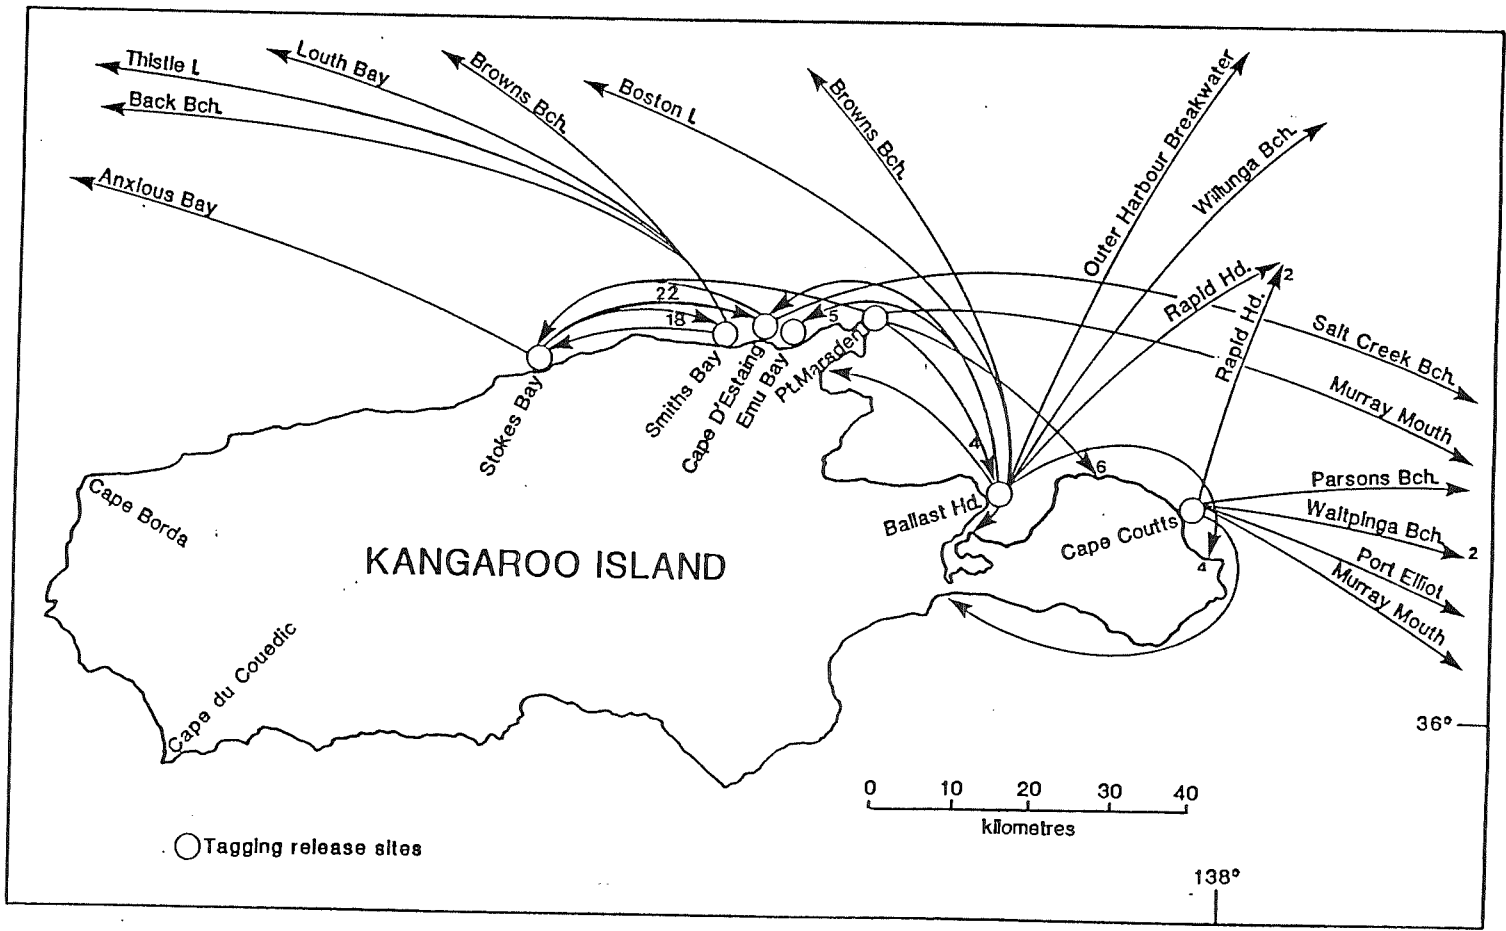 Thistle I.
Louth Bay
Browns Bch.
Boston I.
Browns Bch.
Outer Harbour Breakwater
Willunga Bch.
Back Bch.
Anxious Bay
Rapid Hd.
2
Rapid Hd.
22
18
5
Salt Creek Bch.
Murray Mouth
Stokes Bay
Smiths Bay
Cape D'Estaing
Emu Bay
Pt.Marsden
4
6
Parsons Bch.
Waitpinga Bch.
2
Port Elliot
Murray Mouth
Cape Borda
Ballast Hd.
Cape Coutts
4
KANGAROO ISLAND
Cape du Couedic
36°
0 10 20 30 40
kilometres
Tagging release sites
138°